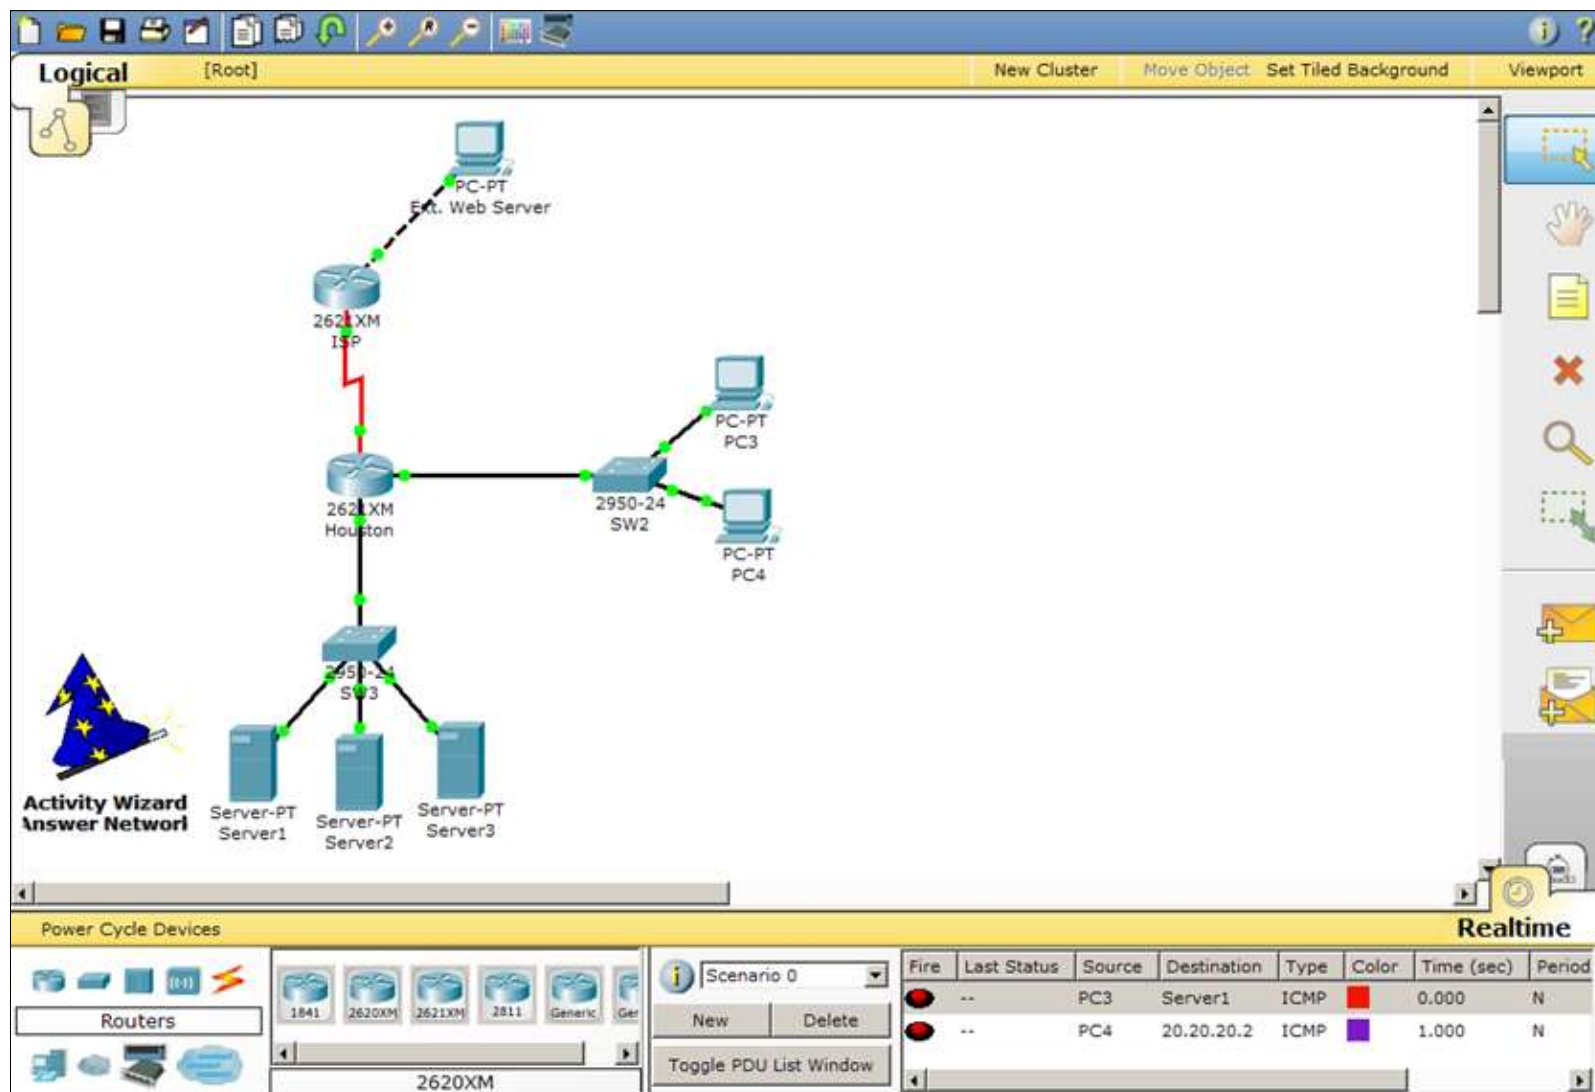 Logical [Root] New Cluster Move Object Set Tiled Background Viewport
PC-PT
Ext. Web Server
2621XM
ISP
PC-PT
PC3
2621XM
Houston
2950-24
SW2
PC-PT
PC4
2950-24
SW3
Activity Wizard
Answer Network
Server-PT
Server1
Server-PT
Server2
Server-PT
Server3
Power Cycle Devices
Realtime
Routers
1841 2620XM 2621XM 2811 Generic Ger
2620XM
Scenario 0
New Delete
Toggle PDU List Window
Fire Last Status Source Destination Type Color Time (sec) Period
-- PC3 Server1 ICMP 0.000 N
-- PC4 20.20.20.2 ICMP 1.000 N